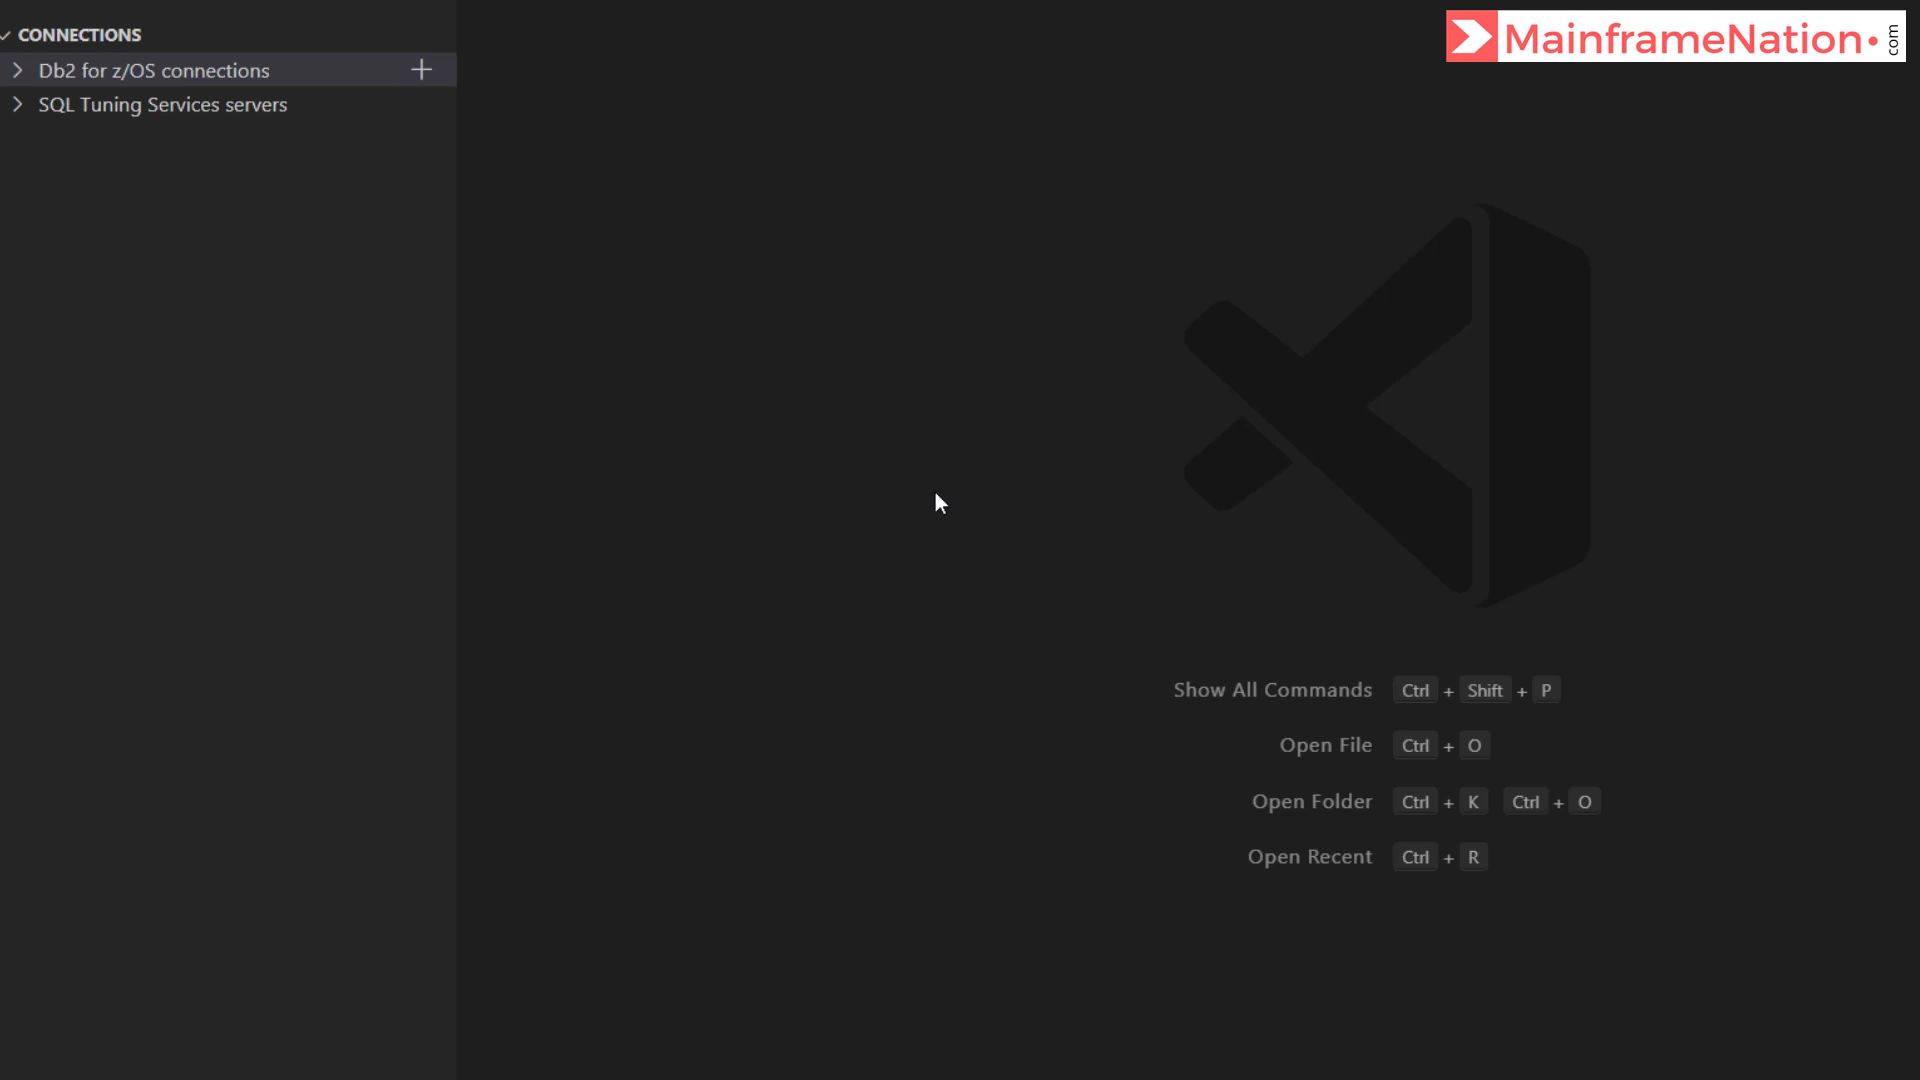 CONNECTIONS
Db2 for z/OS connections
SQL Tuning Services servers
MainframeNation.com
Show All Commands Ctrl + Shift + P
Open File Ctrl + O
Open Folder Ctrl + K Ctrl + O
Open Recent Ctrl + R